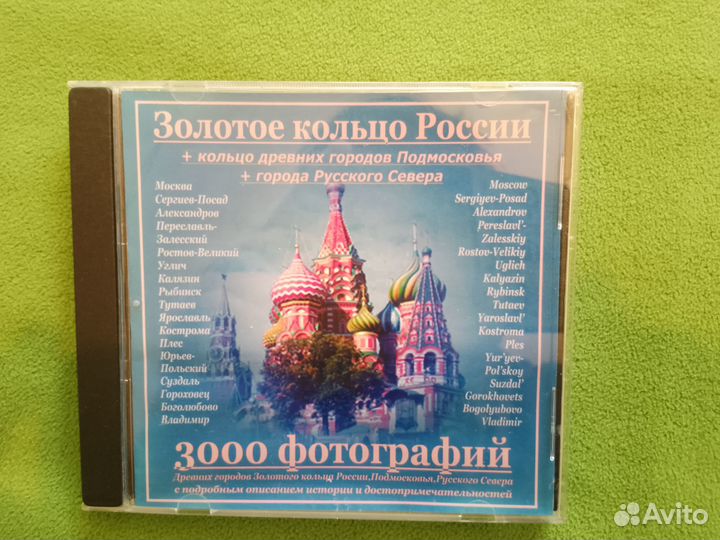 Золотое кольцо России
+ кольцо древних городов Подмосковья
+ города Русского Севера
Москва
Сергиев-Посад
Александров
Переславль-
Залесский
Ростов-Великий
Углич
Калязин
Рыбинск
Тутаев
Ярославль
Кострома
Плес
Юрьев-
Польский
Суздаль
Гороховец
Боголюбово
Владимир
Moscow
Sergiyev-Posad
Alexandrov
Pereslavl'-
Zalesskiy
Rostov-Velikiy
Uglich
Kalyazin
Rybinsk
Tutaev
Yaroslavl'
Kostroma
Ples
Yur'yev-
Pol'skoy
Suzdal'
Gorokhovets
Bogolyubovo
Vladimir
3000 фотографий
Древних городов Золотого кольца России,Подмосковья,Русского Севера
с подробным описанием истории и достопримечательностей
Avito